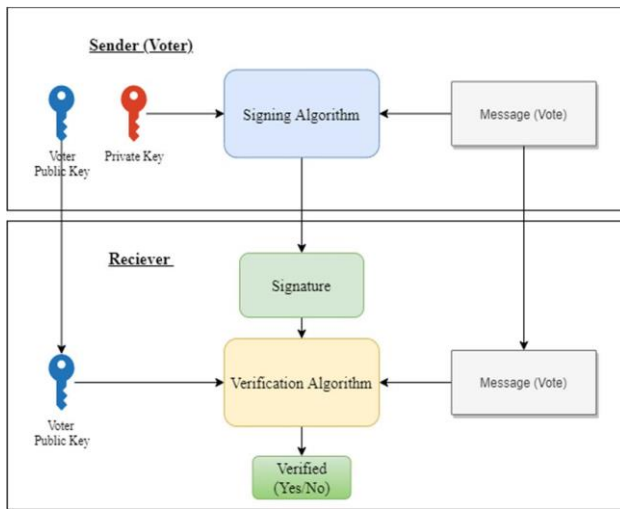 Sender (Voter)
Signing Algorithm
Message (Vote)
Voter
Public Key
Private Key
Reciever
Signature
Verification Algorithm
Message (Vote)
Voter
Public Key
Verified
(Yes/No)